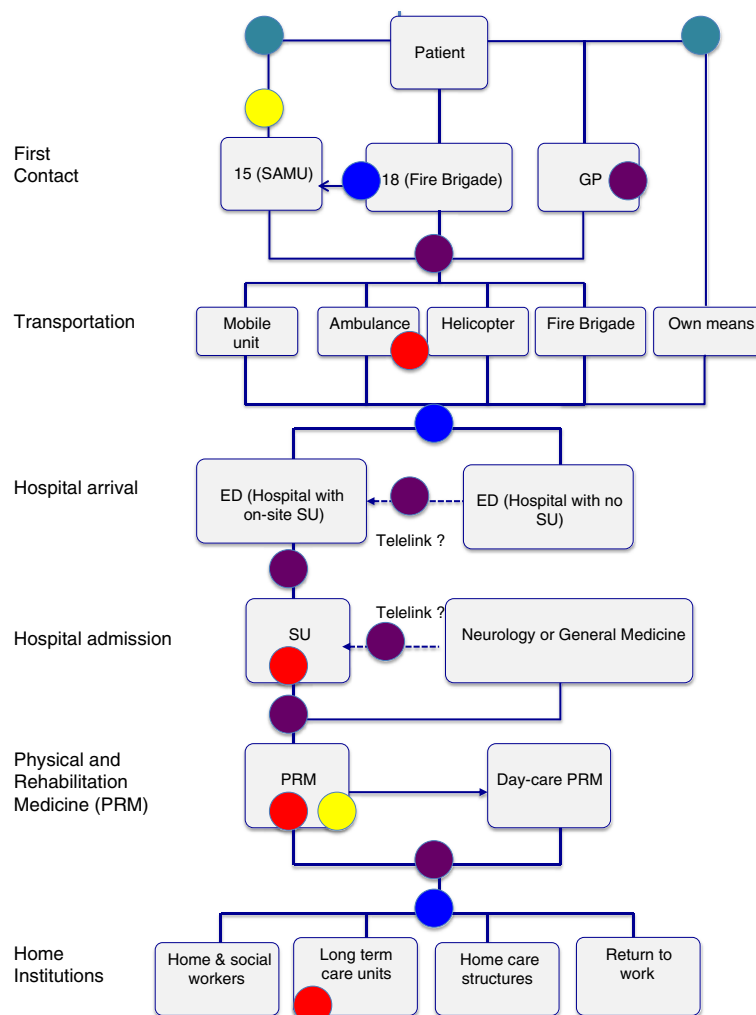 Patient
First
Contact
15 (SAMU)
18 (Fire Brigade)
GP
Transportation
Mobile
unit
Ambulance
Helicopter
Fire Brigade
Own means
Hospital arrival
ED (Hospital with
on-site SU)
ED (Hospital with no
SU)
Telelink ?
Hospital admission
SU
Telelink ?
Neurology or General Medicine
Physical and
Rehabilitation
Medicine (PRM)
PRM
Day-care PRM
Home
Institutions
Home & social
workers
Long term
care units
Home care
structures
Return to
work